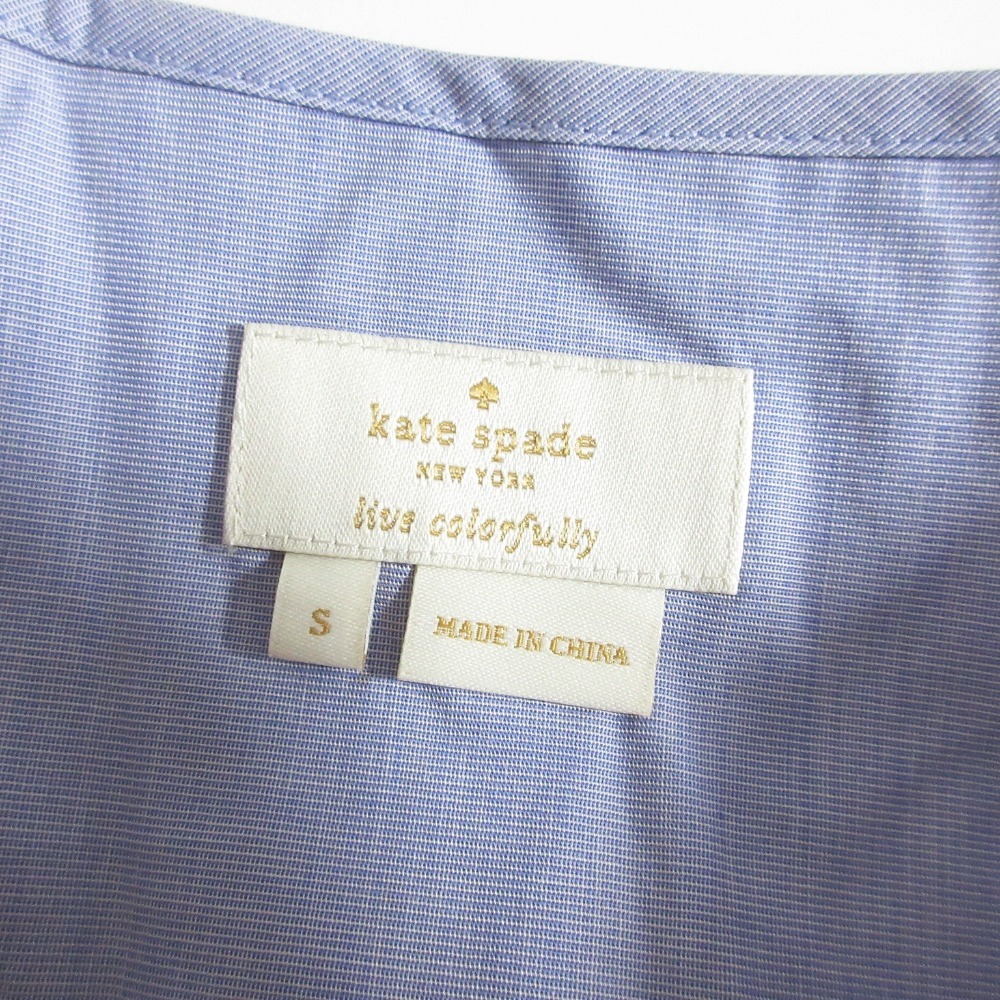 kate spade
NEW YORK
live colorfully
S
MADE IN CHINA